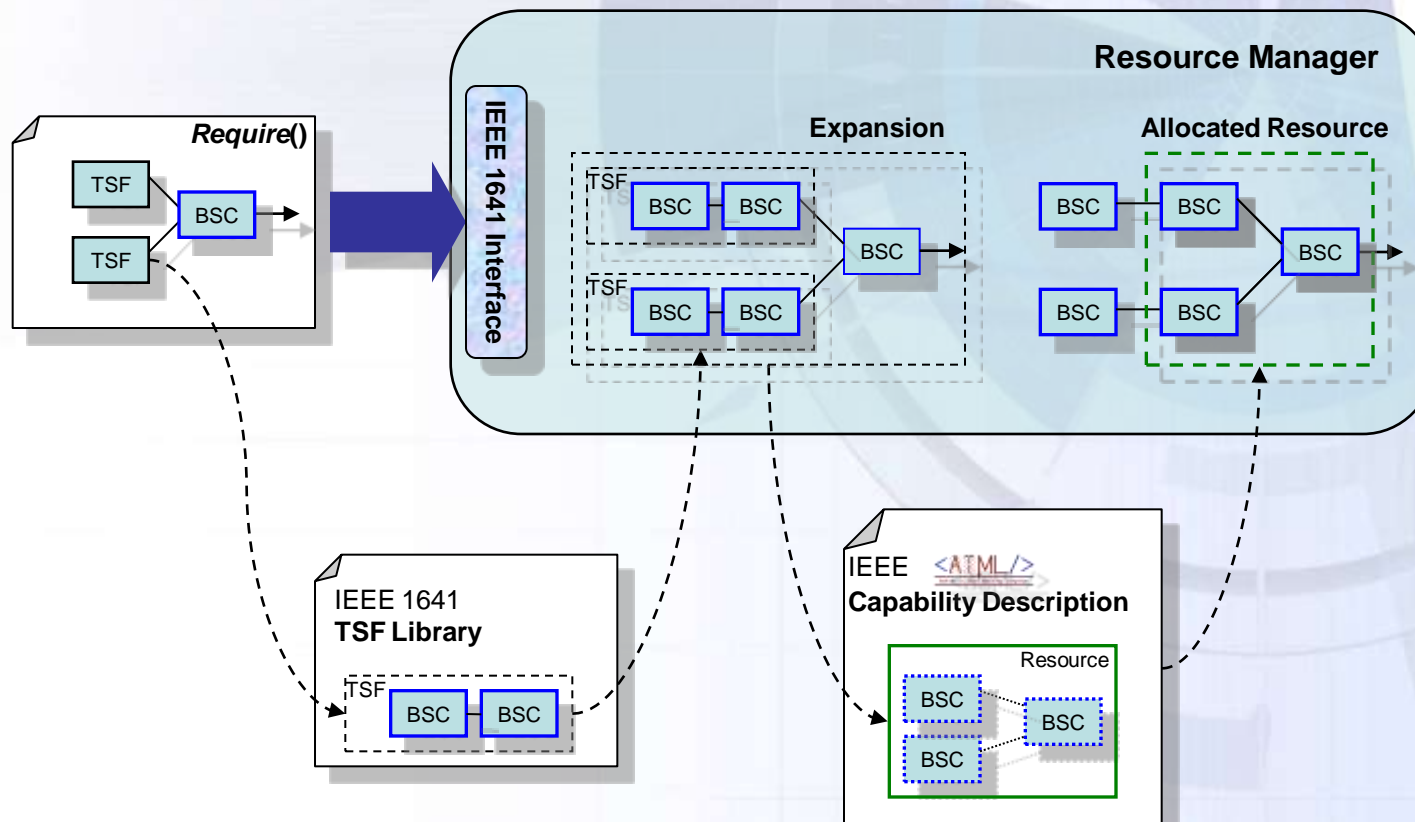 Resource Manager
Require()
TSF
TSF
BSC
IEEE 1641 Interface
Expansion
TSF
BSC
BSC
TSF
BSC
BSC
BSC
Allocated Resource
BSC
BSC
BSC
BSC
BSC
IEEE 1641
TSF Library
TSF
BSC
BSC
IEEE <ATML/>
Capability Description
Resource
BSC
BSC
BSC